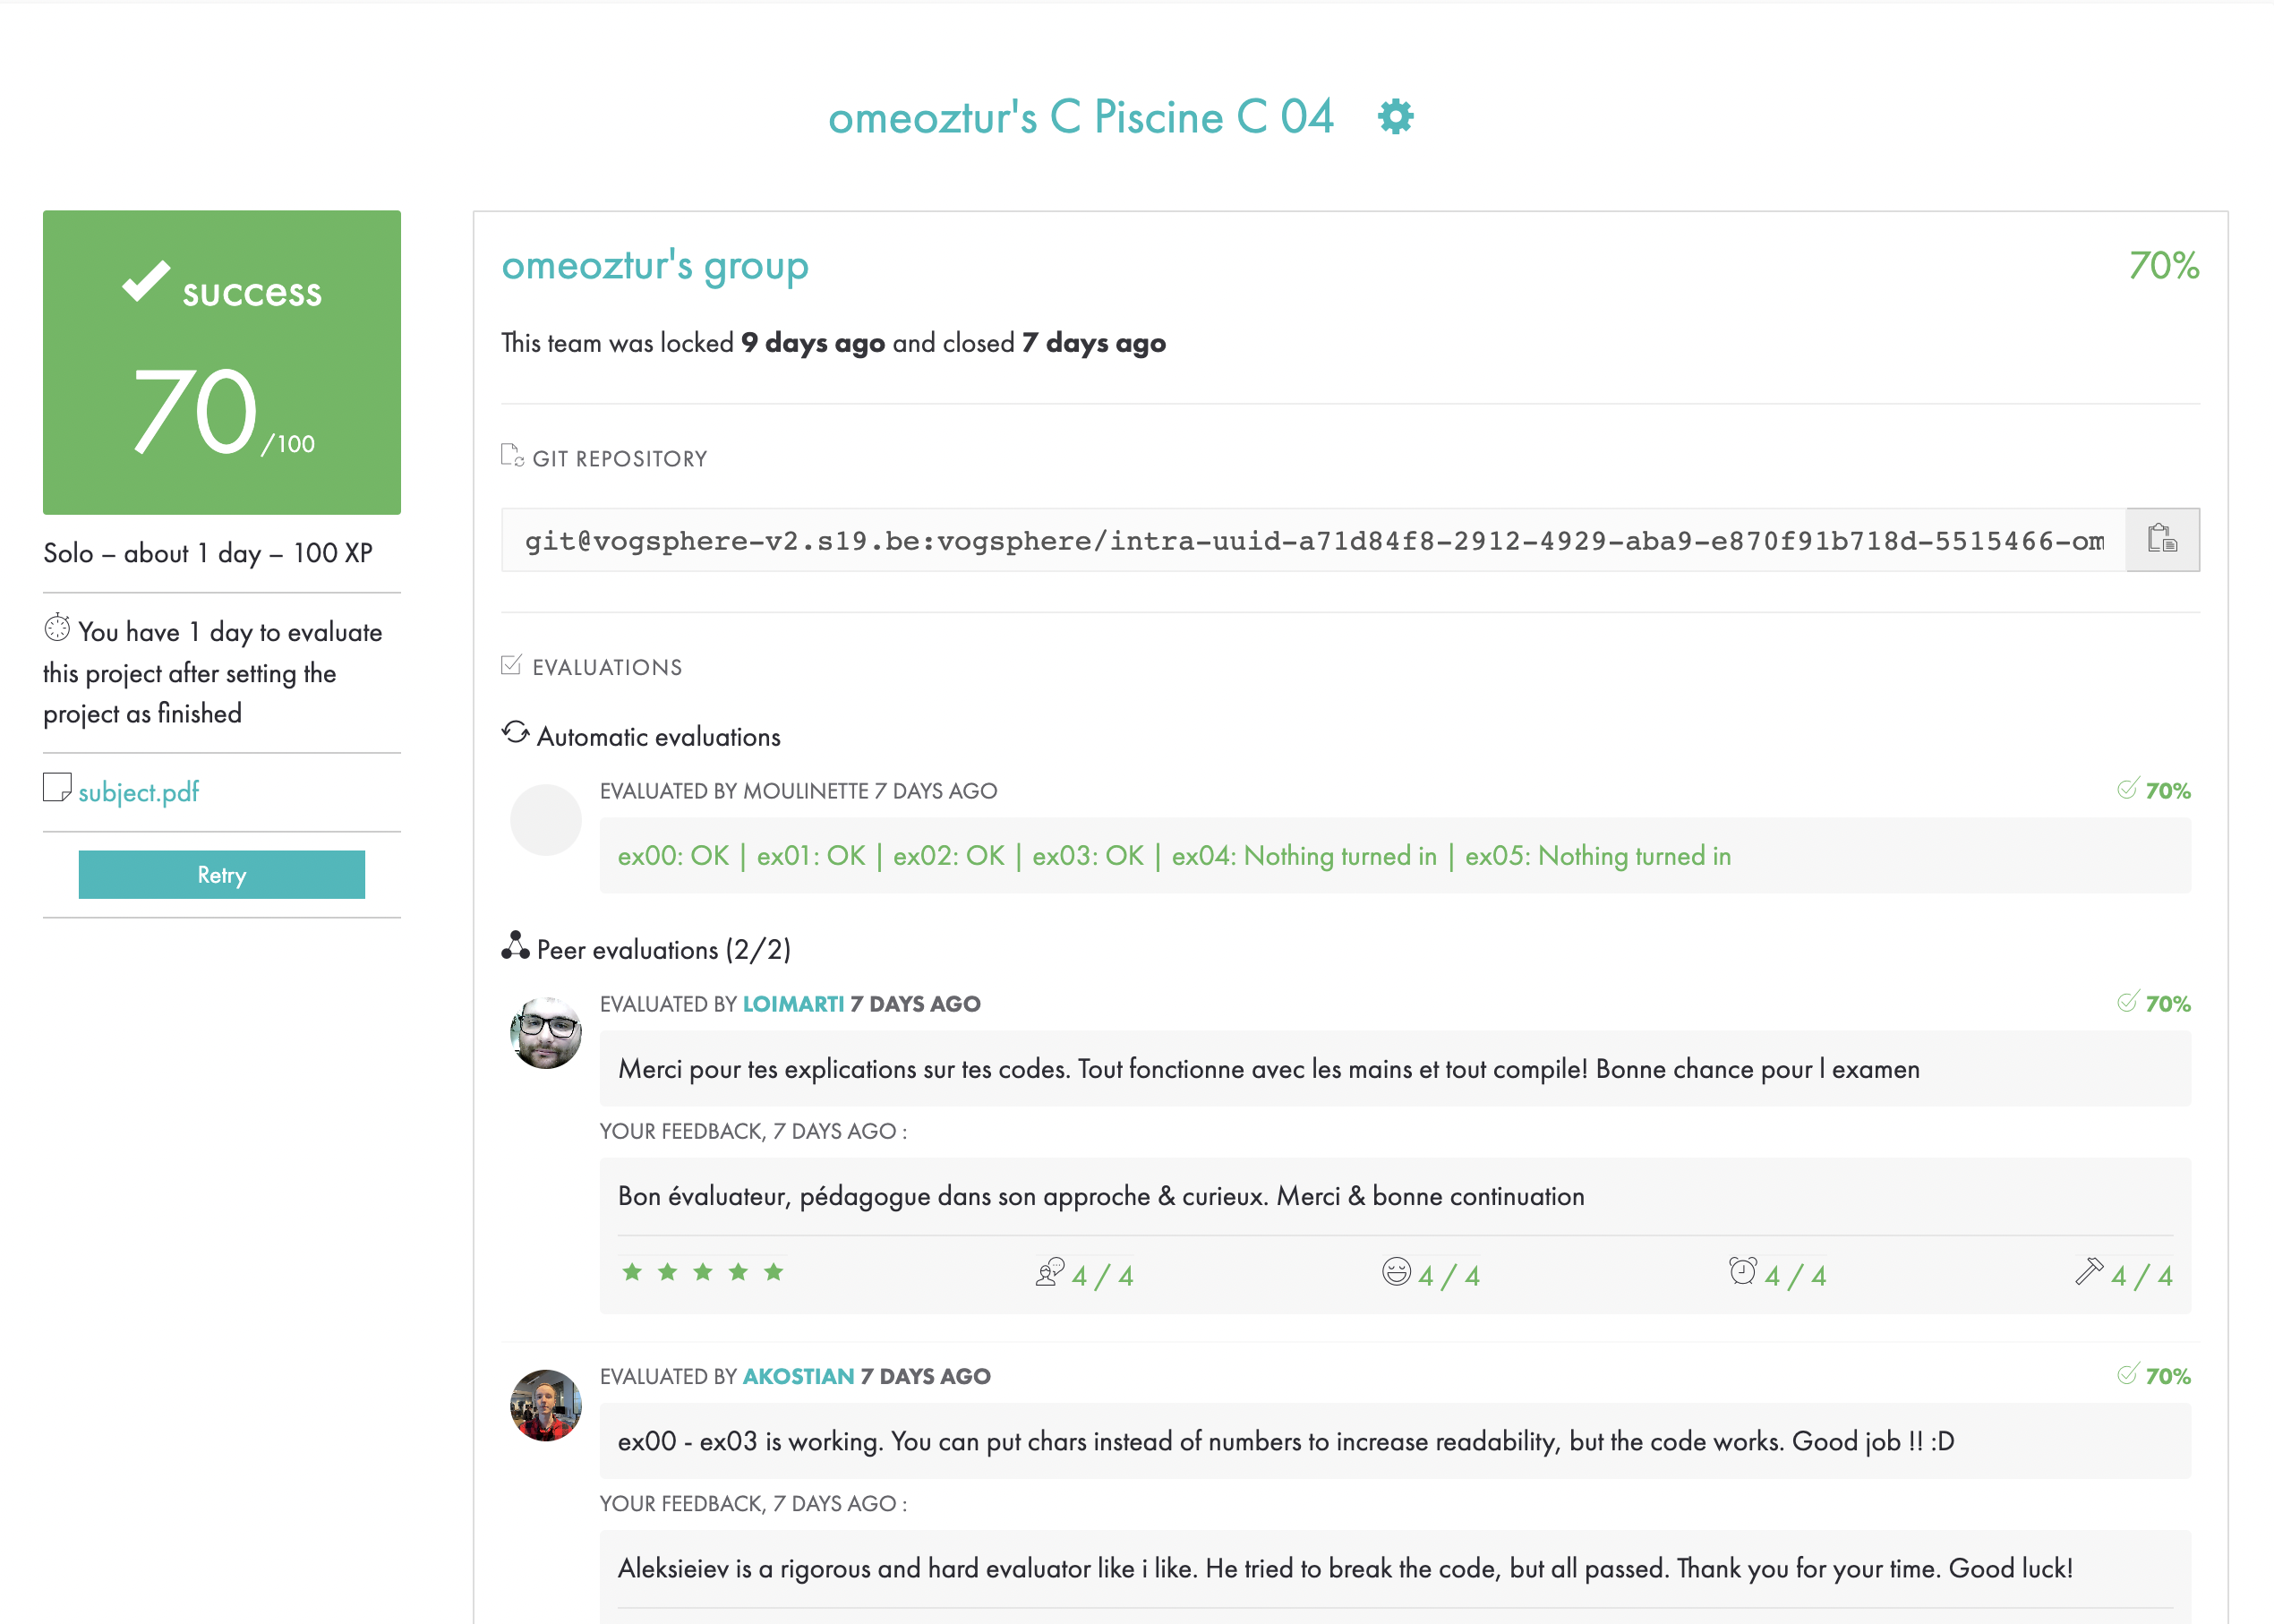 omeoztur's C Piscine C 04
success
70/100
Solo – about 1 day – 100 XP
You have 1 day to evaluate
this project after setting the
project as finished
subject.pdf
Retry
omeoztur's group
70%
This team was locked 9 days ago and closed 7 days ago
GIT REPOSITORY
git@vogsphere-v2.s19.be:vogsphere/intra-uuid-a71d84f8-2912-4929-aba9-e870f91b718d-5515466-om
EVALUATIONS
Automatic evaluations
EVALUATED BY MOULINETTE 7 DAYS AGO
70%
ex00: OK | ex01: OK | ex02: OK | ex03: OK | ex04: Nothing turned in | ex05: Nothing turned in
Peer evaluations (2/2)
EVALUATED BY LOIMARTI 7 DAYS AGO
70%
Merci pour tes explications sur tes codes. Tout fonctionne avec les mains et tout compile! Bonne chance pour l examen
YOUR FEEDBACK, 7 DAYS AGO :
Bon évaluateur, pédagogue dans son approche & curieux. Merci & bonne continuation
4 / 4 4 / 4 4 / 4 4 / 4
EVALUATED BY AKOSTIAN 7 DAYS AGO
70%
ex00 - ex03 is working. You can put chars instead of numbers to increase readability, but the code works. Good job !! :D
YOUR FEEDBACK, 7 DAYS AGO :
Aleksieiev is a rigorous and hard evaluator like i like. He tried to break the code, but all passed. Thank you for your time. Good luck!